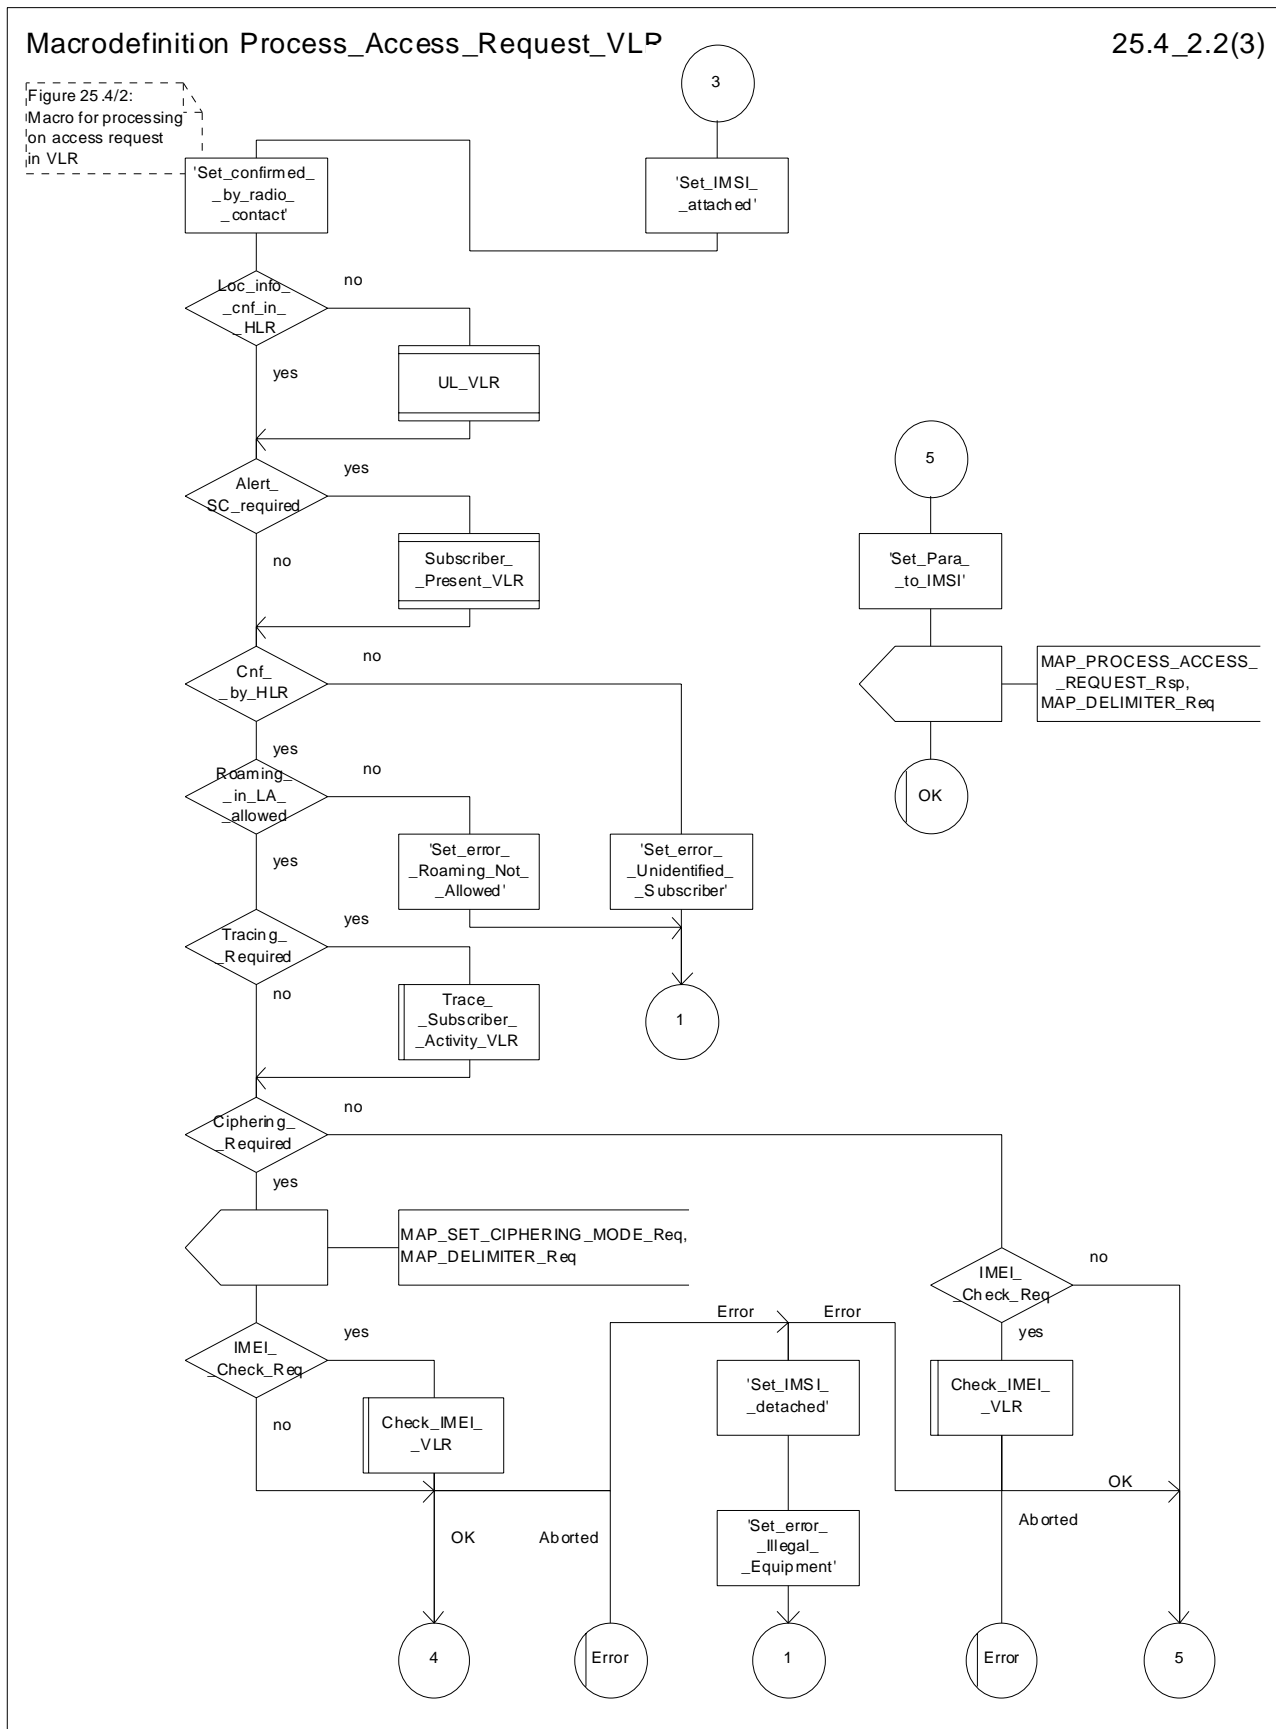 Macrodefinition Process_Access_Request_VLR
25.4_2.2(3)
Figure 25.4/2:
Macro for processing
on access request
in VLR
3
'Set_confirmed_
_by_radio_
_contact'
'Set_IMSI_
_attached'
Loc_info_
_cnf_in_
_HLR
no
yes
UL_VLR
Alert_
SC_required
yes
no
Subscriber_
_Present_VLR
5
'Set_Para_
_to_IMSI'
MAP_PROCESS_ACCESS_
_REQUEST_Rsp,
MAP_DELIMITER_Req
OK
Cnf_
_by_HLR
no
yes
Roaming_
_in_LA_
_allowed
no
yes
'Set_error_
_Roaming_Not_
_Allowed'
'Set_error_
_Unidentified_
_Subscriber'
Tracing_
_Required
yes
no
Trace_
_Subscriber_
_Activity_VLR
1
Ciphering_
_Required
no
yes
MAP_SET_CIPHERING_MODE_Req,
MAP_DELIMITER_Req
IMEI_
_Check_Req
no
yes
IMEI_
_Check_Req
yes
no
Error
Error
Check_IMEI_
_VLR
'Set_IMSI_
_detached'
Check_IMEI_
_VLR
OK
Aborted
'Set_error_
_Illegal_
_Equipment'
OK
Aborted
4
Error
1
Error
5